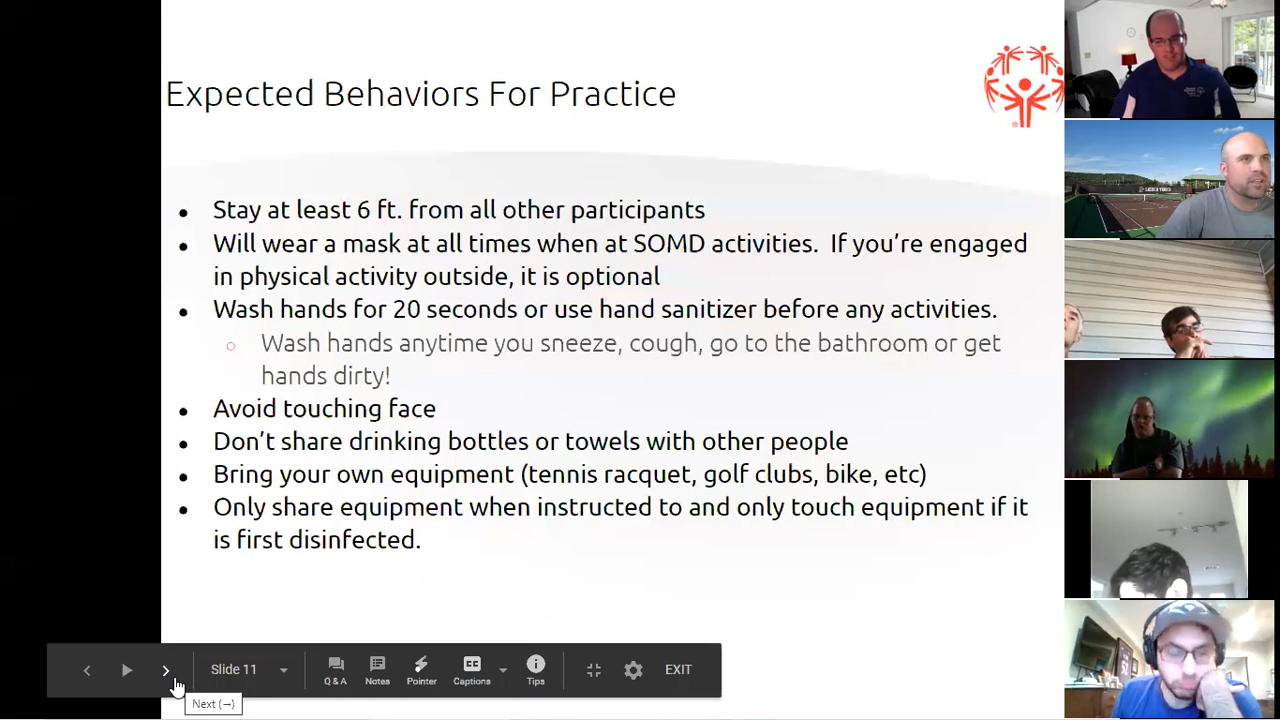 Expected Behaviors For Practice
Stay at least 6 ft. from all other participants
Will wear a mask at all times when at SOMD activities.  If you're engaged
in physical activity outside, it is optional
Wash hands for 20 seconds or use hand sanitizer before any activities.
Wash hands anytime you sneeze, cough, go to the bathroom or get
hands dirty!
Avoid touching face
Don't share drinking bottles or towels with other people
Bring your own equipment (tennis racquet, golf clubs, bike, etc)
Only share equipment when instructed to and only touch equipment if it
is first disinfected.
Slide 11
Q & A
Notes
Pointer
CC
Captions
Tips
EXIT
Next (→)